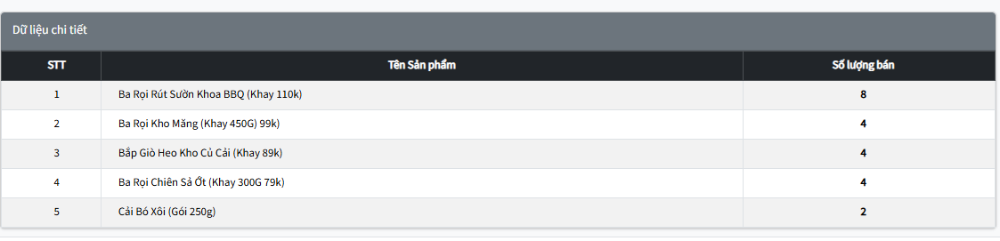 Dữ liệu chi tiết
STT Tên Sản phẩm Số lượng bán
1 Ba Rọi Rút Sườn Khoa BBQ (Khay 110k) 8
2 Ba Rọi Kho Măng (Khay 450G) 99k) 4
3 Bắp Giò Heo Kho Củ Cải (Khay 89k) 4
4 Ba Rọi Chiên Sả Ớt (Khay 300G 79k) 4
5 Cải Bó Xôi (Gói 250g) 2